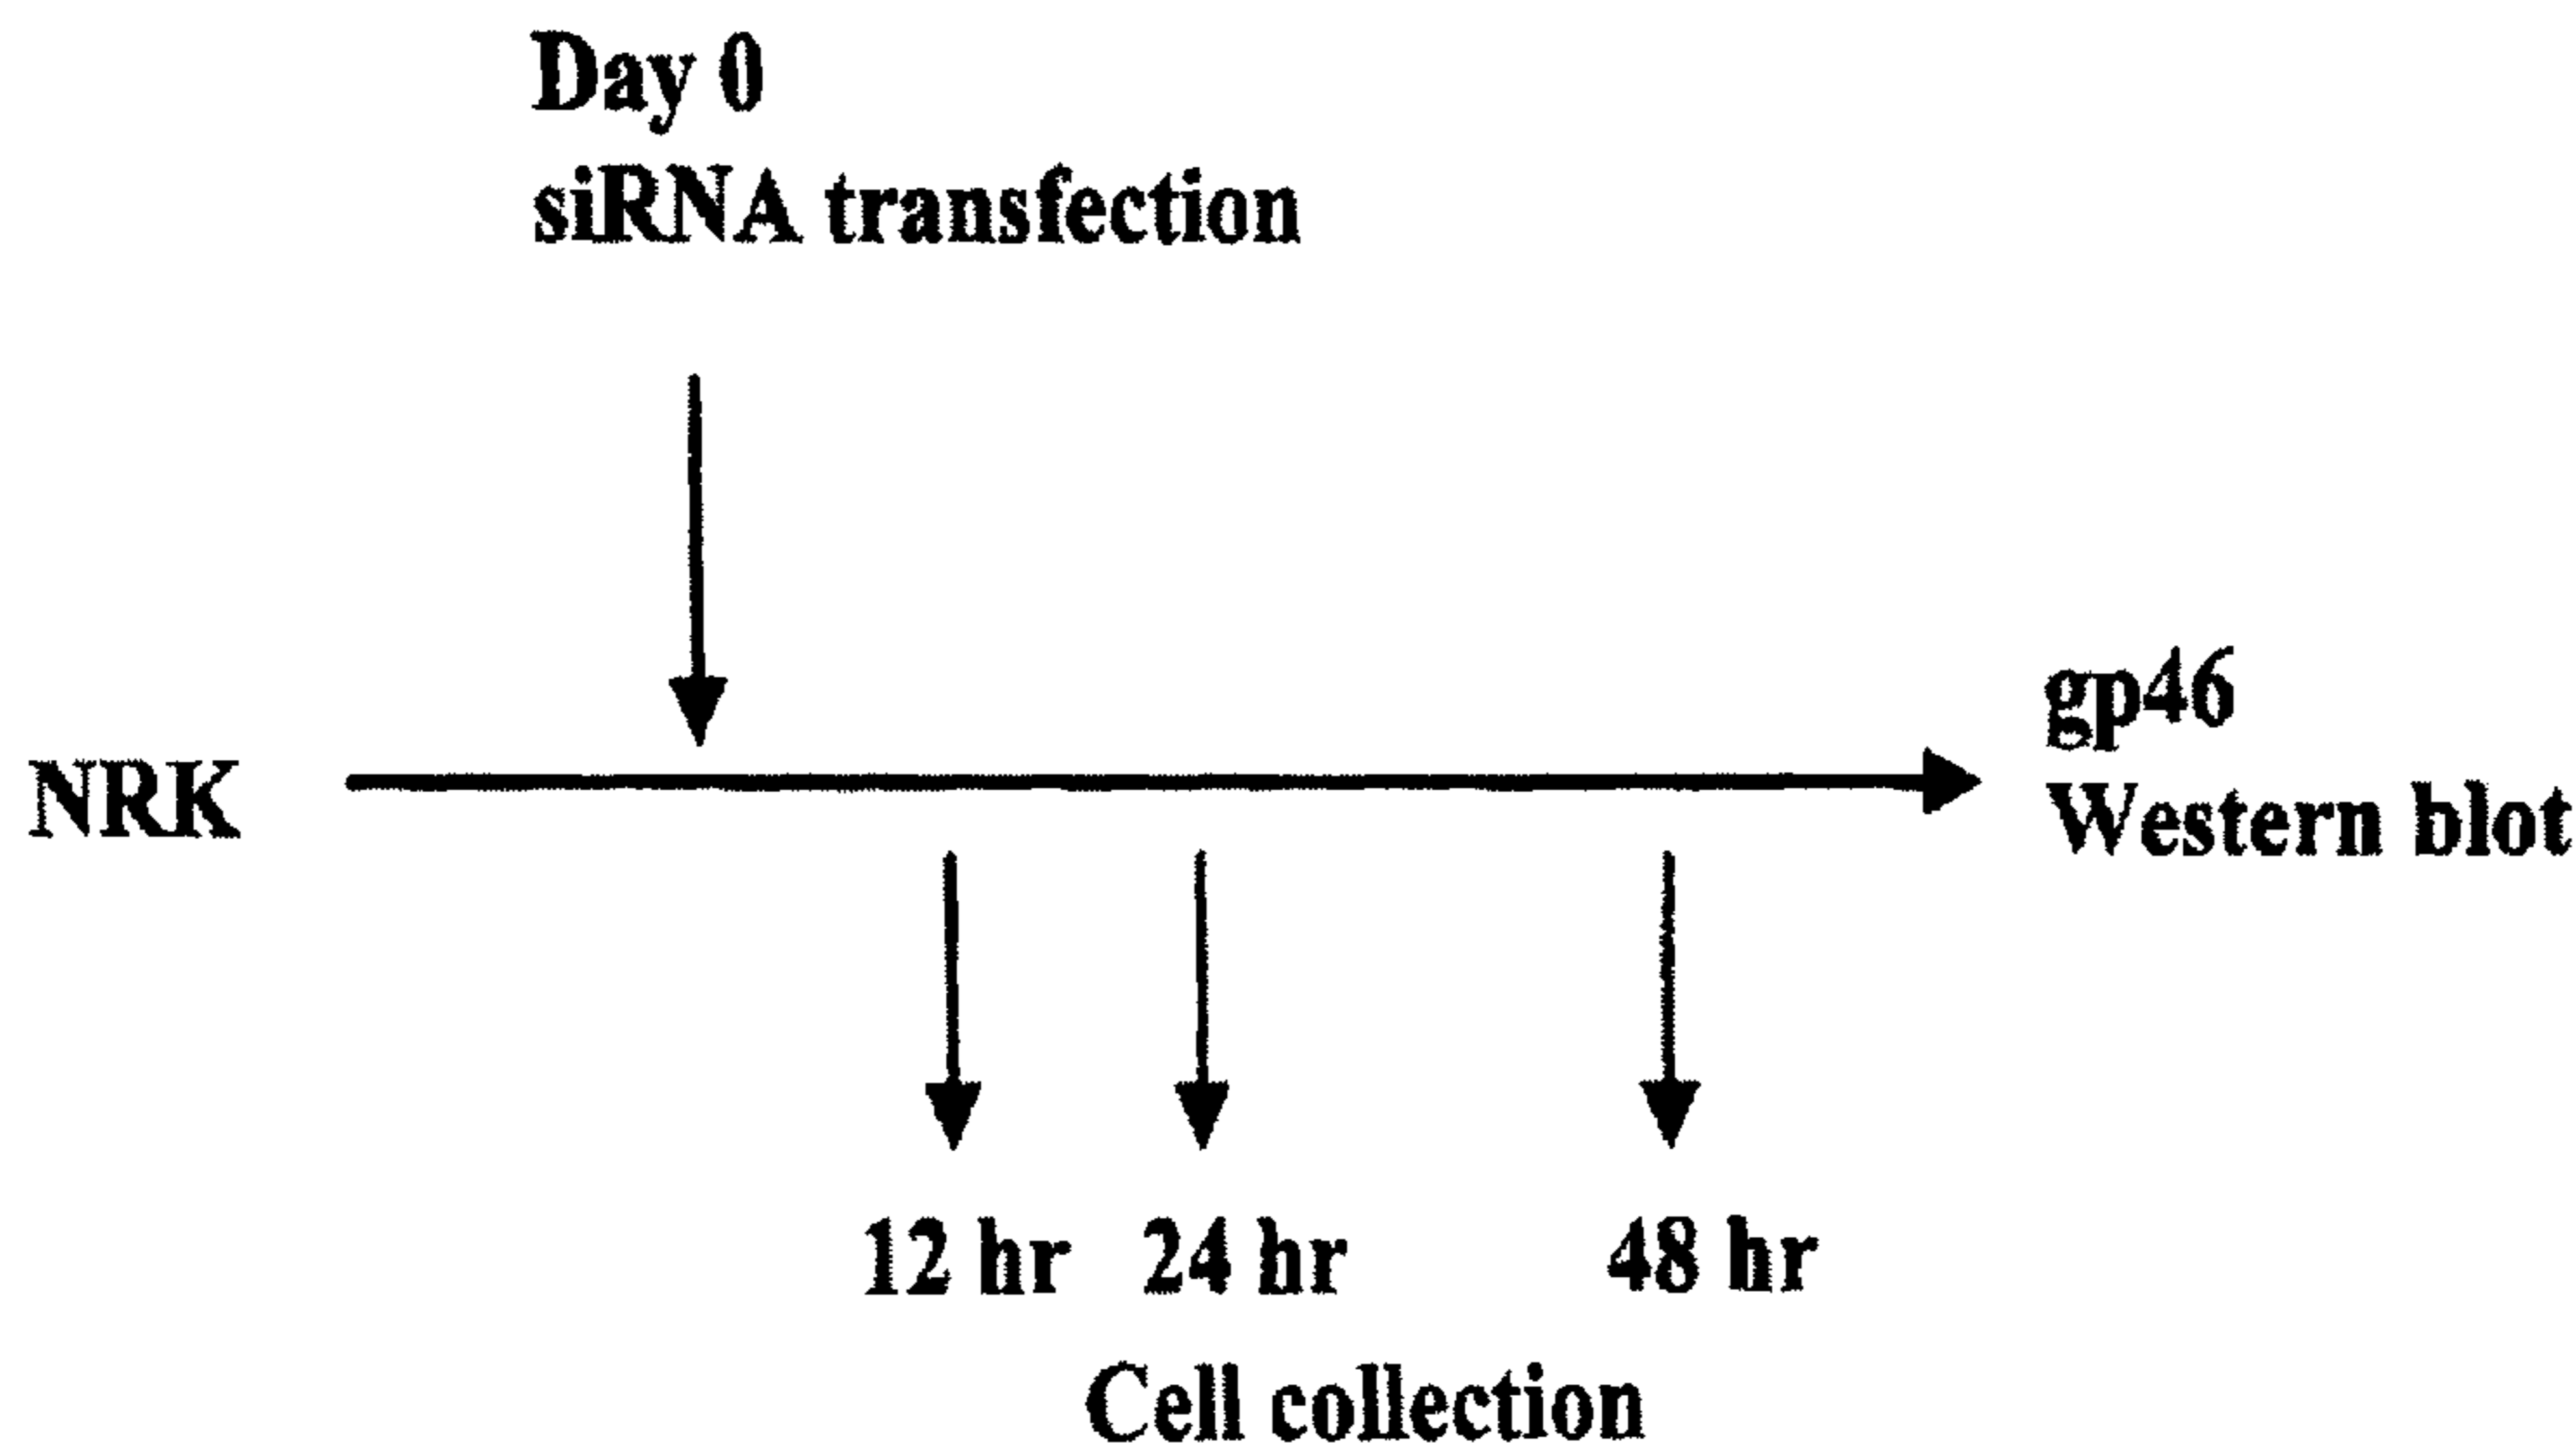 Day 0
siRNA transfection
NRK
gp46
Western blot
12 hr
24 hr
48 hr
Cell collection